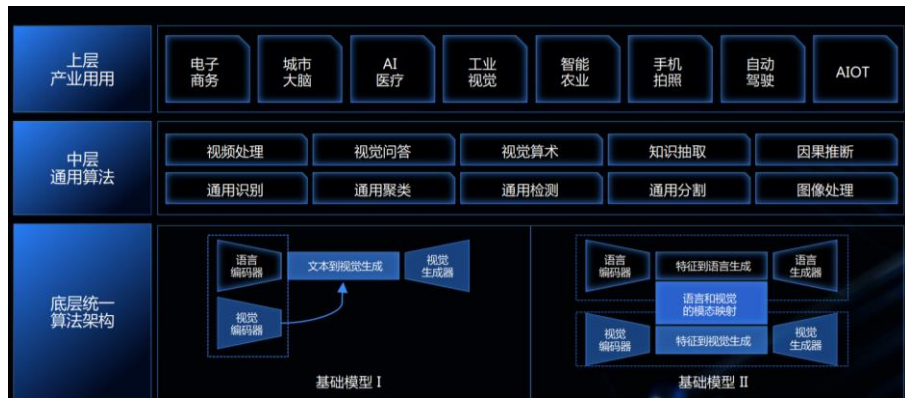 上层
产业用用
电子
商务
城市
大脑
AI
医疗
工业
视觉
智能
农业
手机
拍照
自动
驾驶
AIOT
中层
通用算法
视频处理
视觉问答
视觉算术
知识抽取
因果推断
通用识别
通用聚类
通用检测
通用分割
图像处理
底层统一
算法架构
语言
编码器
文本到视觉生成
视觉
生成器
视觉
编码器
基础模型 I
语言
编码器
特征到语言生成
语言
生成器
语言和视觉
的模态映射
视觉
编码器
特征到视觉生成
视觉
生成器
基础模型 II